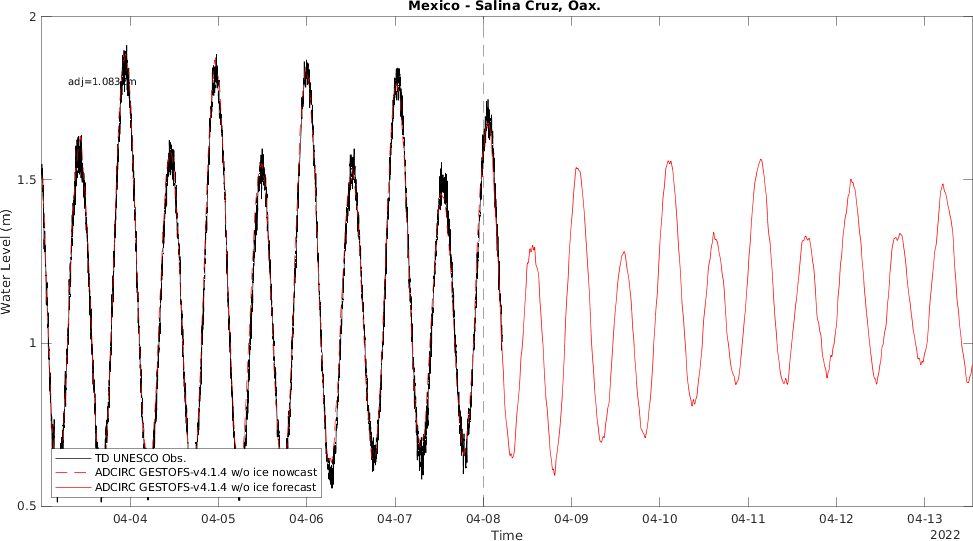 Mexico - Salina Cruz, Oax.
2
1.5
1
0.5
Water Level (m)
TD UNESCO Obs.
ADCIRC GESTOFS-v4.1.4 w/o ice nowcast
ADCIRC GESTOFS-v4.1.4 w/o ice forecast
04-04 04-05 04-06 04-07 04-08 04-09 04-10 04-11 04-12 04-13
Time
2022